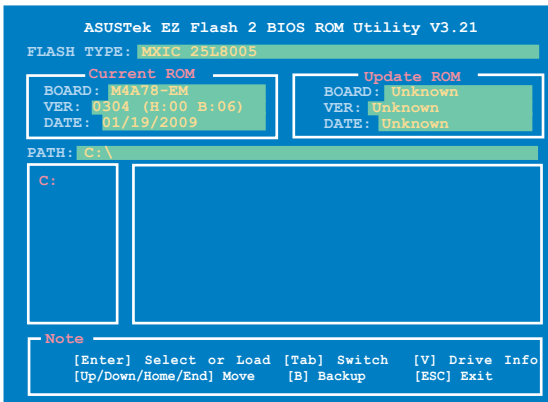 ASUSTek EZ Flash 2 BIOS ROM Utility V3.21
FLASH TYPE: MXIC 25L8005
Current ROM
BOARD: M4A78-EM
VER: 0304 (H:00 B:06)
DATE: 01/19/2009
Update ROM
BOARD: Unknown
VER: Unknown
DATE: Unknown
PATH: C:\
C:
Note
[Enter] Select or Load [Tab] Switch [V] Drive Info
[Up/Down/Home/End] Move [B] Backup [ESC] Exit